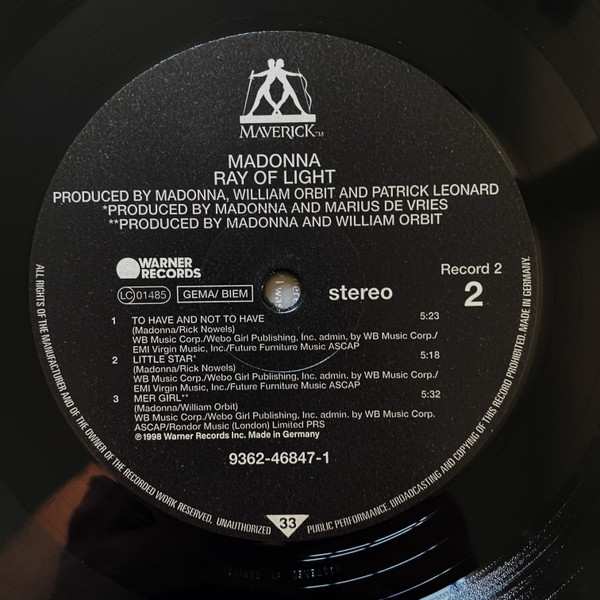 MAVERICK™
MADONNA
RAY OF LIGHT
PRODUCED BY MADONNA, WILLIAM ORBIT AND PATRICK LEONARD
*PRODUCED BY MADONNA AND MARIUS DE VRIES
**PRODUCED BY MADONNA AND WILLIAM ORBIT
WARNER
RECORDS
LC 01485
GEMA/ BIEM
stereo
Record 2
2
1 TO HAVE AND NOT TO HAVE 5:23
(Madonna/Rick Nowels)
WB Music Corp./Webo Girl Publishing, Inc. admin, by WB Music Corp./
EMI Virgin Music, Inc./Future Furniture Music ASCAP
2 LITTLE STAR* 5:18
(Madonna/Rick Nowels)
WB Music Corp./Webo Girl Publishing, Inc. admin. by WB Music Corp./
EMI Virgin Music, Inc./Future Furniture Music ASCAP
3 MER GIRL** 5:32
(Madonna/William Orbit)
WB Music Corp./Webo Girl Publishing, Inc. admin. by WB Music Corp.
ASCAP/Rondor Music (London) Limited PRS
℗1998 Warner Records Inc. Made in Germany
9362-46847-1
ALL RIGHTS OF THE MANUFACTURER AND OF THE OWNER OF THE RECORDED WORK RESERVED. UNAUTHORIZED
33
PUBLIC PERFORMANCE, BROADCASTING AND COPYING OF THIS RECORD PROHIBITED. MADE IN GERMANY.